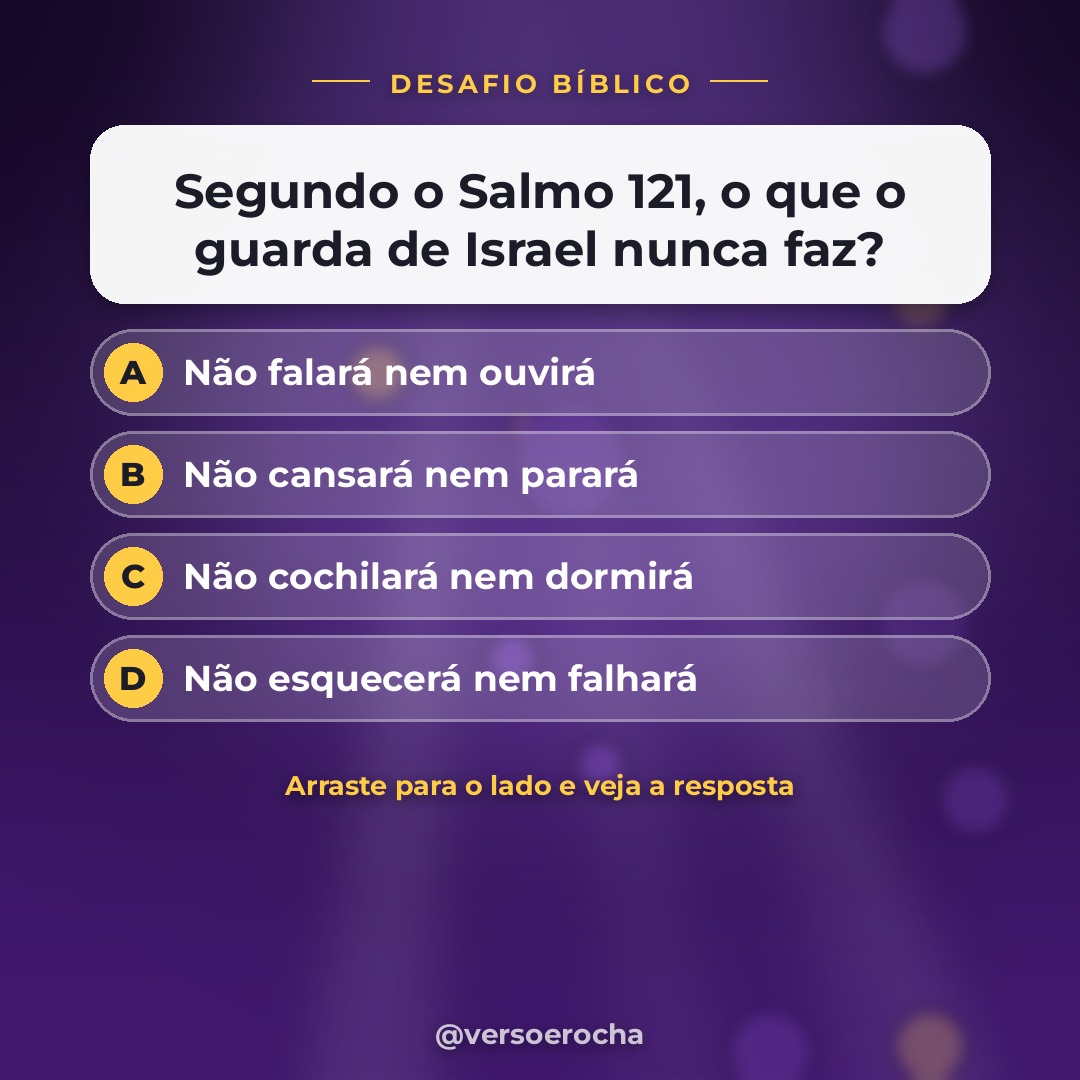 DESAFIO BÍBLICO
Segundo o Salmo 121, o que o
guarda de Israel nunca faz?
A Não falará nem ouvirá
B Não cansará nem parará
C Não cochilará nem dormirá
D Não esquecerá nem falhará
Arraste para o lado e veja a resposta
@versoerocha